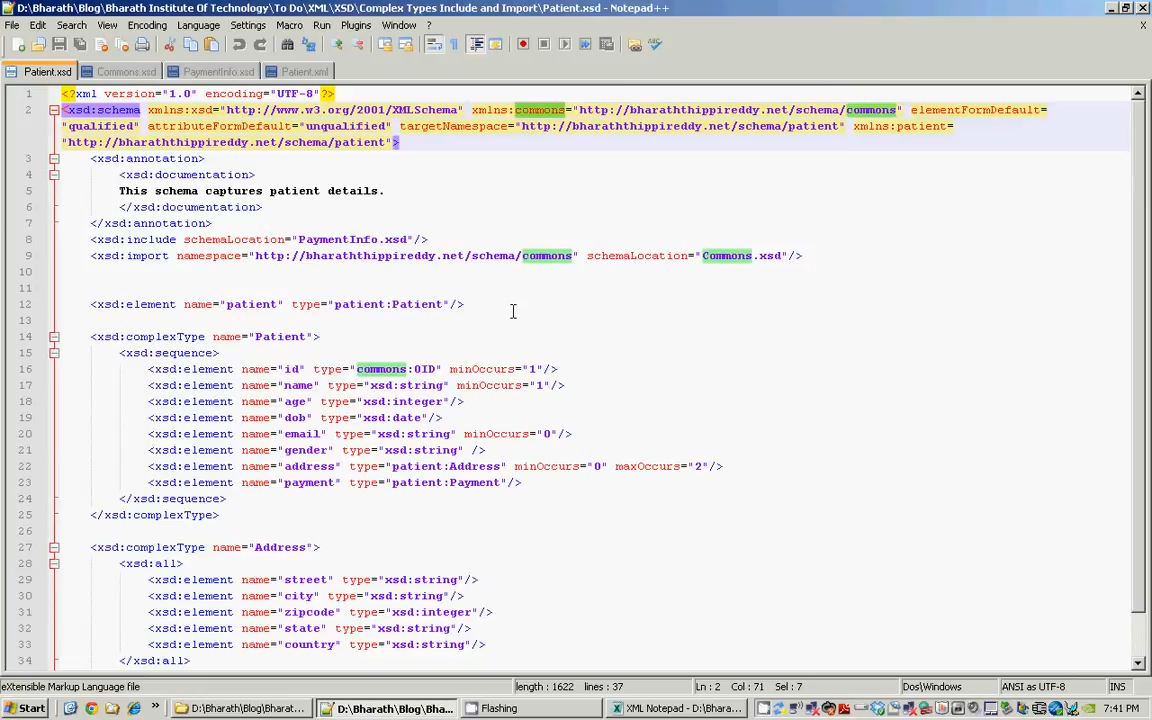 D:\Bharath\Blog\Bharath Institute Of Technology\To Do\XML\XSD\Complex Types Include and Import\Patient.xsd - Notepad++
File Edit Search View Encoding Language Settings Macro Run Plugins Window ? X
Patient.xsd Commons.xsd PaymentInfo.xsd Patient.xml
1 <?xml version="1.0" encoding="UTF-8"?>
2 <xsd:schema xmlns:xsd="http://www.w3.org/2001/XMLSchema" xmlns:commons="http://bharaththippireddy.net/schema/commons" elementFormDefault=
"qualified" attributeFormDefault="unqualified" targetNamespace="http://bharaththippireddy.net/schema/patient" xmlns:patient=
"http://bharaththippireddy.net/schema/patient">
3 <xsd:annotation>
4 <xsd:documentation>
5 This schema captures patient details.
6 </xsd:documentation>
7 </xsd:annotation>
8 <xsd:include schemaLocation="PaymentInfo.xsd"/>
9 <xsd:import namespace="http://bharaththippireddy.net/schema/commons" schemaLocation="Commons.xsd"/>
10
11
12 <xsd:element name="patient" type="patient:Patient"/>
13
14 <xsd:complexType name="Patient">
15 <xsd:sequence>
16 <xsd:element name="id" type="commons:OID" minOccurs="1"/>
17 <xsd:element name="name" type="xsd:string" minOccurs="1"/>
18 <xsd:element name="age" type="xsd:integer"/>
19 <xsd:element name="dob" type="xsd:date"/>
20 <xsd:element name="email" type="xsd:string" minOccurs="0"/>
21 <xsd:element name="gender" type="xsd:string" />
22 <xsd:element name="address" type="patient:Address" minOccurs="0" maxOccurs="2"/>
23 <xsd:element name="payment" type="patient:Payment"/>
24 </xsd:sequence>
25 </xsd:complexType>
26
27 <xsd:complexType name="Address">
28 <xsd:all>
29 <xsd:element name="street" type="xsd:string"/>
30 <xsd:element name="city" type="xsd:string"/>
31 <xsd:element name="zipcode" type="xsd:integer"/>
32 <xsd:element name="state" type="xsd:string"/>
33 <xsd:element name="country" type="xsd:string"/>
34 </xsd:all>
eXtensible Markup Language file length : 1622 lines : 37 Ln : 2 Col : 71 Sel : 7 Dos\Windows ANSI as UTF-8 INS
Start D:\Bharath\Blog\Bharat... D:\Bharath\Blog\Bha... Flashing XML Notepad - D:\Bhara... 7:41 PM